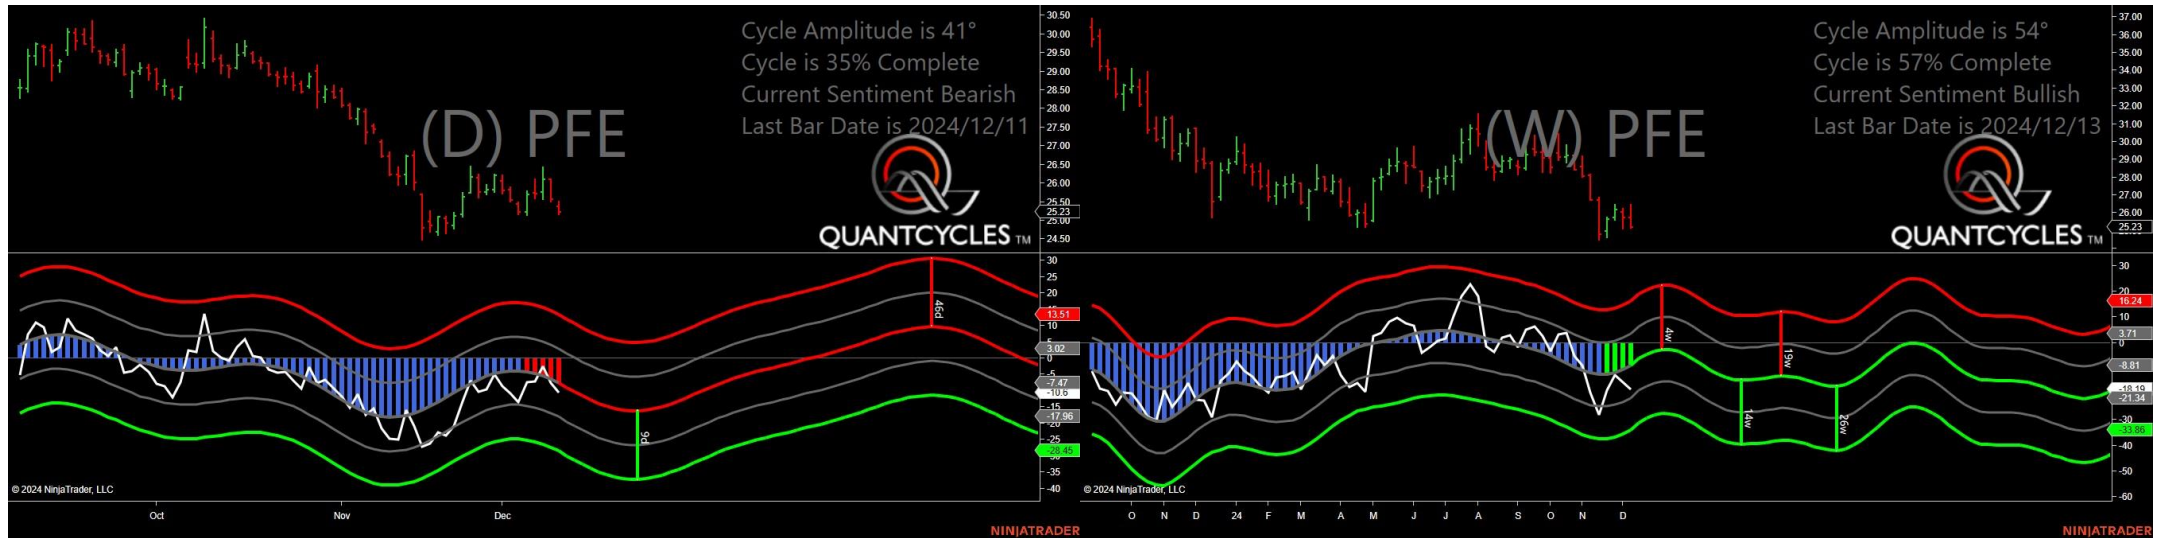 Cycle Amplitude is 41°
Cycle is 35% Complete
Current Sentiment Bearish
Last Bar Date is 2024/12/11
(D) PFE
QUANTCYCLES TM
30.50
30.00
29.50
29.00
28.50
28.00
27.50
27.00
26.50
26.00
25.50
25.23
25.00
24.50
30
20
13.51
10
3.02
0
-5
-7.47
-10.6
-15
-17.96
-25
-28.45
-35
-40
46d
9d
© 2024 NinjaTrader, LLC
Oct Nov Dec
NINJATRADER
Cycle Amplitude is 54°
Cycle is 57% Complete
Current Sentiment Bullish
Last Bar Date is 2024/12/13
(W) PFE
QUANTCYCLES TM
37.00
36.00
35.00
34.00
33.00
32.00
31.00
30.00
29.00
28.00
27.00
26.00
25.23
30
20
16.24
10
3.71
0
-8.81
-18.19
-21.34
-30
-33.86
-40
-50
-60
4w
19w
14w
26w
© 2024 NinjaTrader, LLC
O N D 24 F M A M J J A S O N D
NINJATRADER